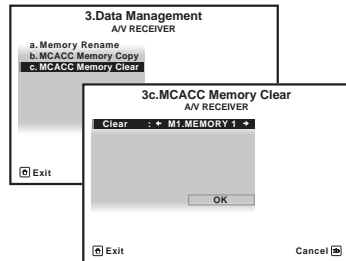 3.Data Management
A/V RECEIVER
a. Memory Rename
b. MCACC Memory Copy
c. MCACC Memory Clear
Exit
3c.MCACC Memory Clear
A/V RECEIVER
Clear : ← M1.MEMORY 1 →
OK
Exit
Cancel